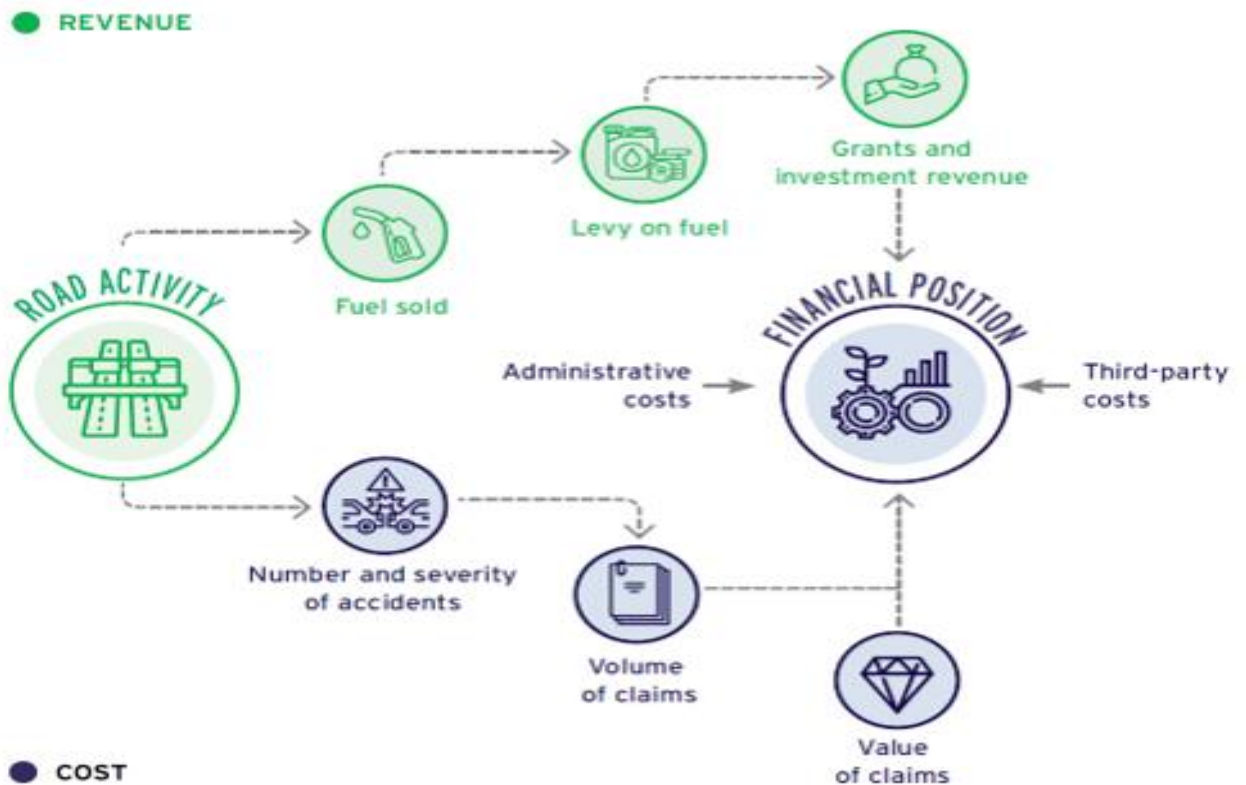 REVENUE
Grants and
investment revenue
Levy on fuel
Fuel sold
ROAD ACTIVITY
FINANCIAL POSITION
Administrative
costs
Third-party
costs
Number and severity
of accidents
Volume
of claims
Value
of claims
COST